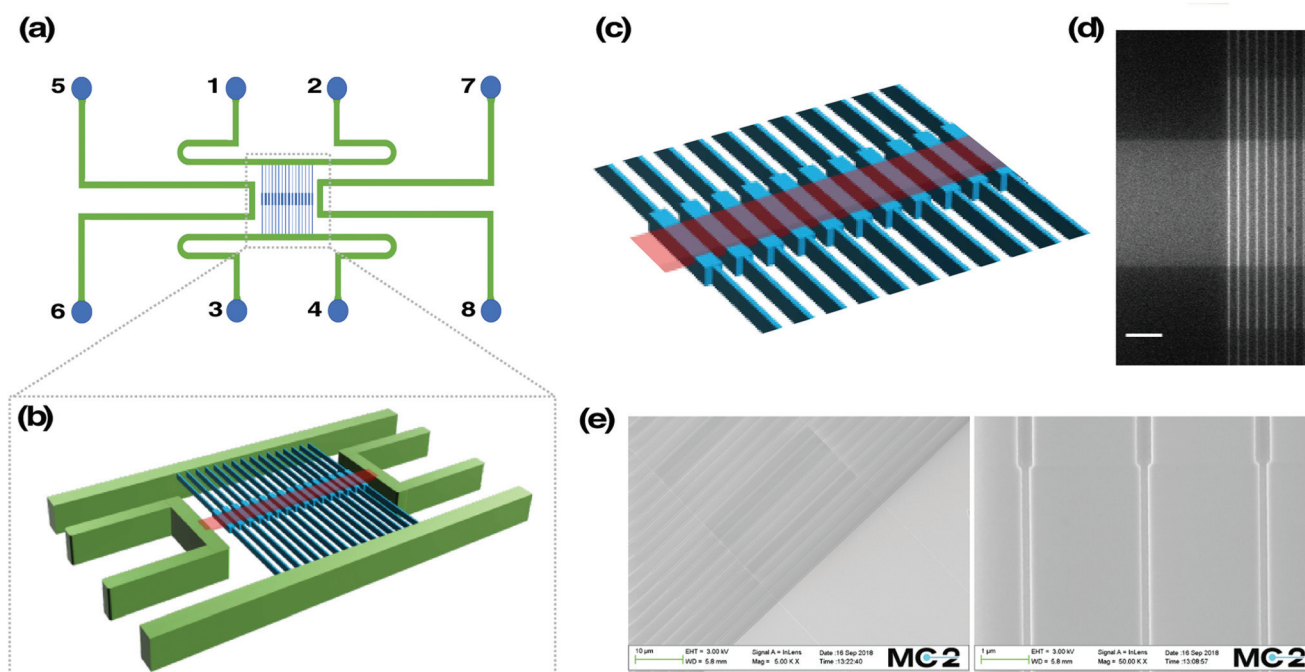 (a)
(c)
(d)
5
1
2
7
6
3
4
8
(b)
(e)
10 µm
EHT = 3.00 kV
WD = 5.8 mm
Signal A = InLens
Mag = 5.00 K X
Date :16 Sep 2018
Time :13:22:40
MC2
1 µm
EHT = 3.00 kV
WD = 5.8 mm
Signal A = InLens
Mag = 50.00 K X
Date :16 Sep 2018
Time :13:08:57
MC2